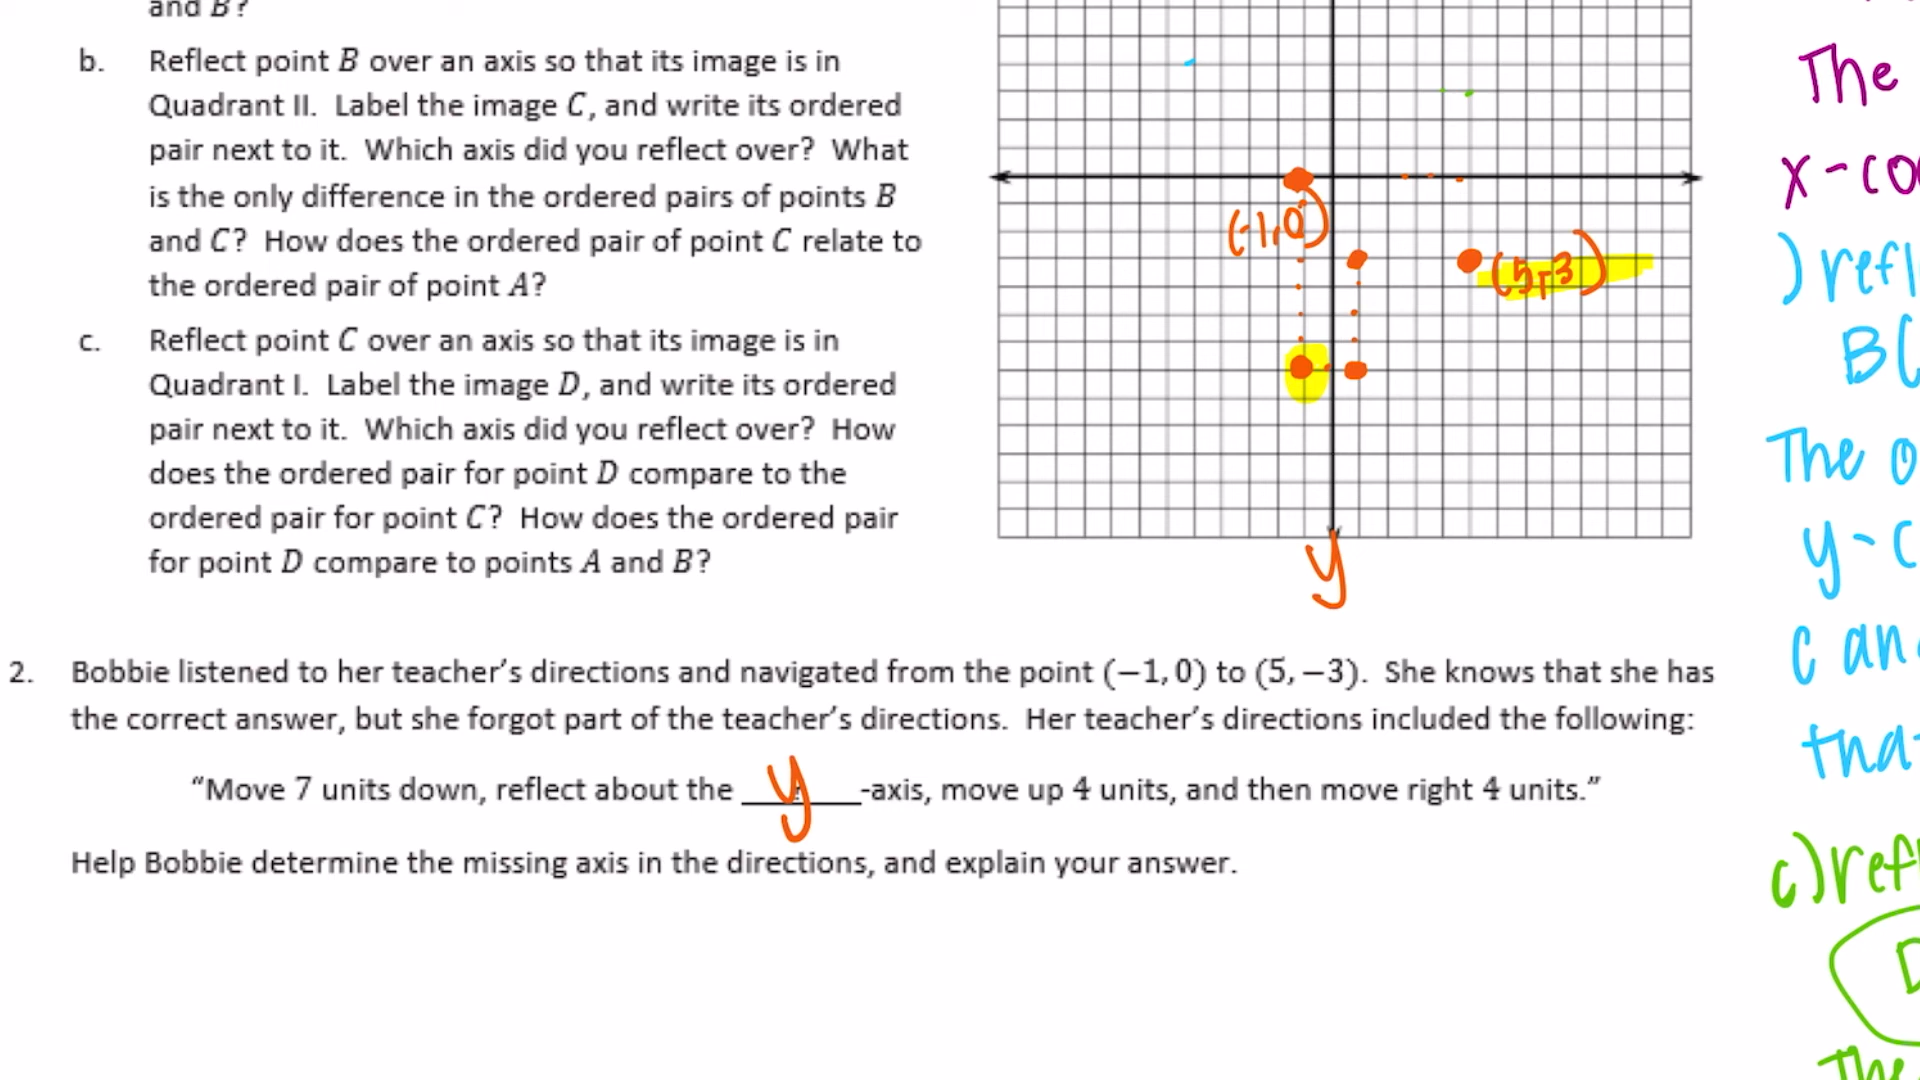 and B?
b. Reflect point B over an axis so that its image is in
Quadrant II. Label the image C, and write its ordered
pair next to it. Which axis did you reflect over? What
is the only difference in the ordered pairs of points B
and C? How does the ordered pair of point C relate to
the ordered pair of point A?
c. Reflect point C over an axis so that its image is in
Quadrant I. Label the image D, and write its ordered
pair next to it. Which axis did you reflect over? How
does the ordered pair for point D compare to the
ordered pair for point C? How does the ordered pair
for point D compare to points A and B?
(-1,0)
(5,-3)
y
2. Bobbie listened to her teacher's directions and navigated from the point (−1, 0) to (5, −3). She knows that she has
the correct answer, but she forgot part of the teacher's directions. Her teacher's directions included the following:
"Move 7 units down, reflect about the y -axis, move up 4 units, and then move right 4 units."
Help Bobbie determine the missing axis in the directions, and explain your answer.
The
x-co
) refl
B(
The o
y-c
C an
tha
c) ref
D
The